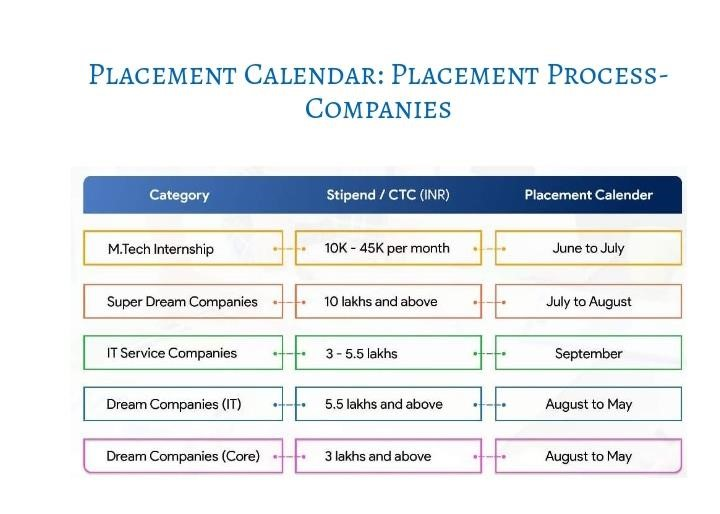 Placement Calendar: Placement Process-
Companies
Category Stipend / CTC (INR) Placement Calender
M.Tech Internship 10K - 45K per month June to July
Super Dream Companies 10 lakhs and above July to August
IT Service Companies 3 - 5.5 lakhs September
Dream Companies (IT) 5.5 lakhs and above August to May
Dream Companies (Core) 3 lakhs and above August to May